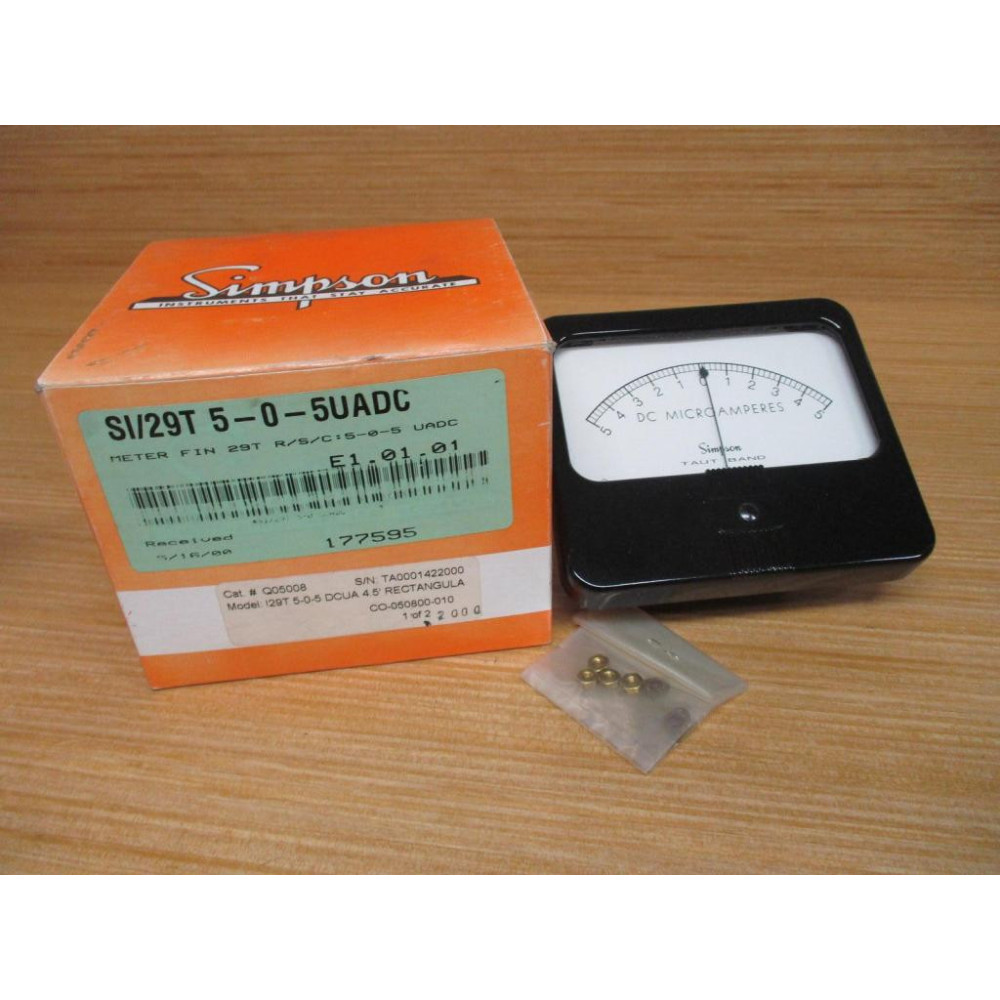 Simpson
INSTRUMENTS THAT STAY ACCURATE
SI/29T 5-0-5UADC
METER FIN 29T R/S/C:5-0-5 UADC
E1.01.01
Received
5/16/00
177595
Cat. # Q05008 S/N: TA0001422000
Model: I29T 5-0-5 DCUA 4.5' RECTANGULA
CO-050800-010
1 of 2
2000
5 4 3 2 1 0 1 2 3 4 5
DC MICROAMPERES
Simpson
TAUT BAND